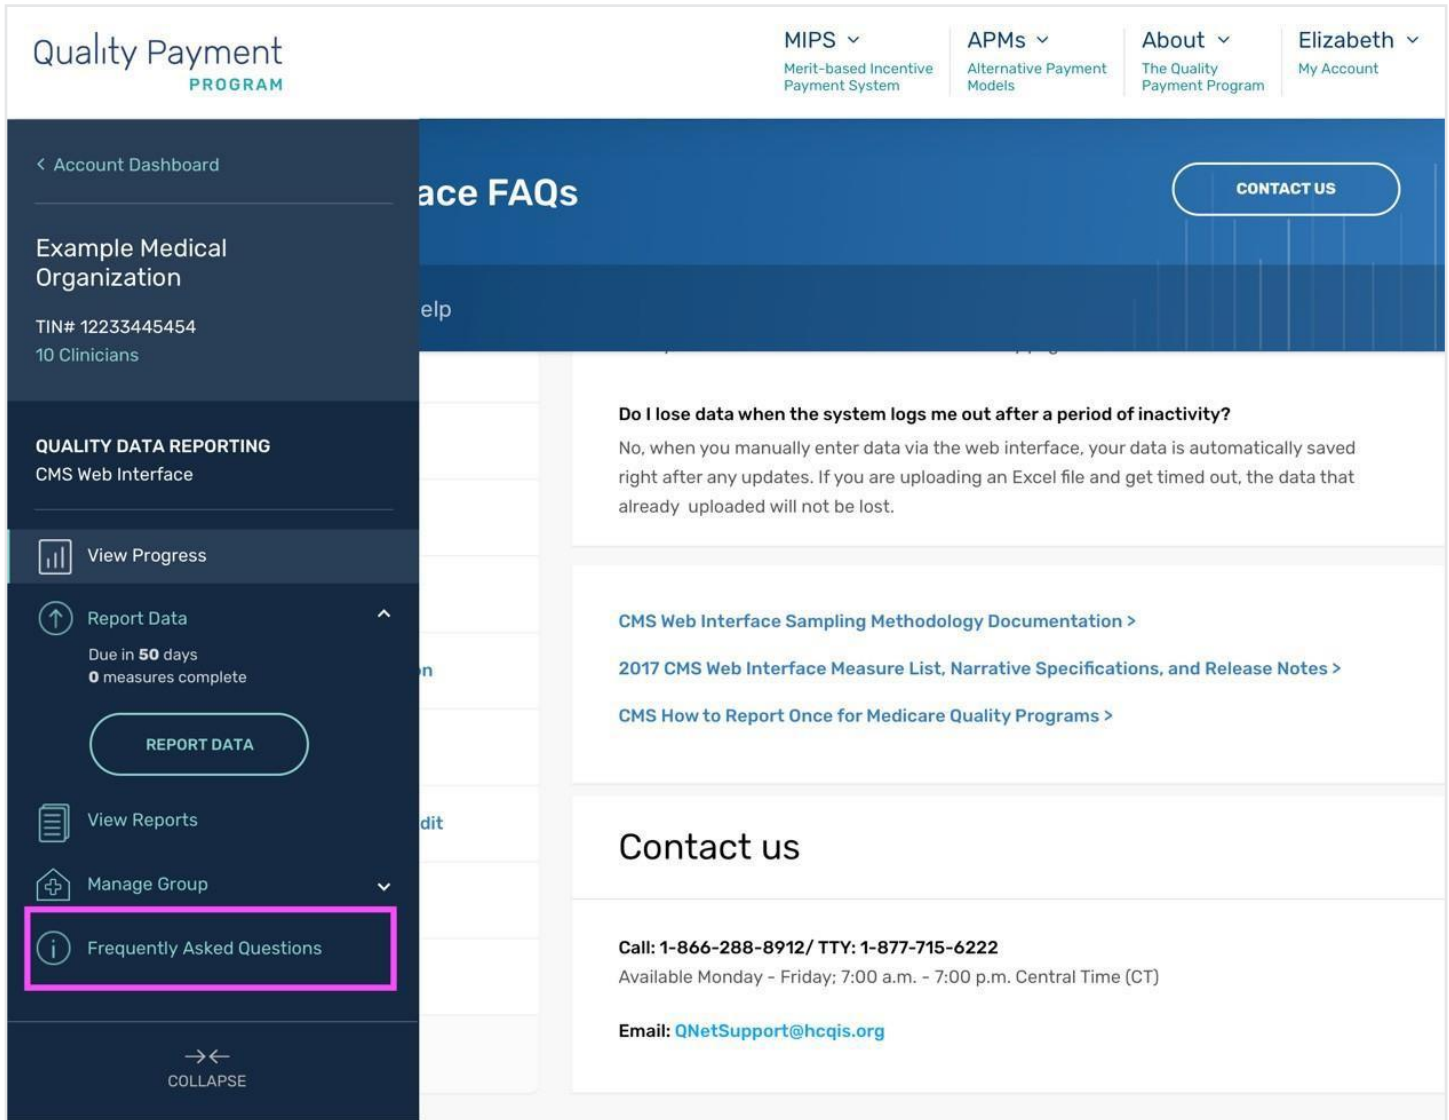 Quality Payment
PROGRAM
MIPS
Merit-based Incentive
Payment System
APMs
Alternative Payment
Models
About
The Quality
Payment Program
Elizabeth
My Account
< Account Dashboard
Example Medical
Organization
TIN# 12233445454
10 Clinicians
QUALITY DATA REPORTING
CMS Web Interface
View Progress
Report Data
Due in 50 days
0 measures complete
REPORT DATA
View Reports
Manage Group
Frequently Asked Questions
COLLAPSE
ace FAQs
CONTACT US
elp
on
dit
Do I lose data when the system logs me out after a period of inactivity?
No, when you manually enter data via the web interface, your data is automatically saved
right after any updates. If you are uploading an Excel file and get timed out, the data that
already uploaded will not be lost.
CMS Web Interface Sampling Methodology Documentation >
2017 CMS Web Interface Measure List, Narrative Specifications, and Release Notes >
CMS How to Report Once for Medicare Quality Programs >
Contact us
Call: 1-866-288-8912/ TTY: 1-877-715-6222
Available Monday - Friday; 7:00 a.m. - 7:00 p.m. Central Time (CT)
Email: QNetSupport@hcqis.org